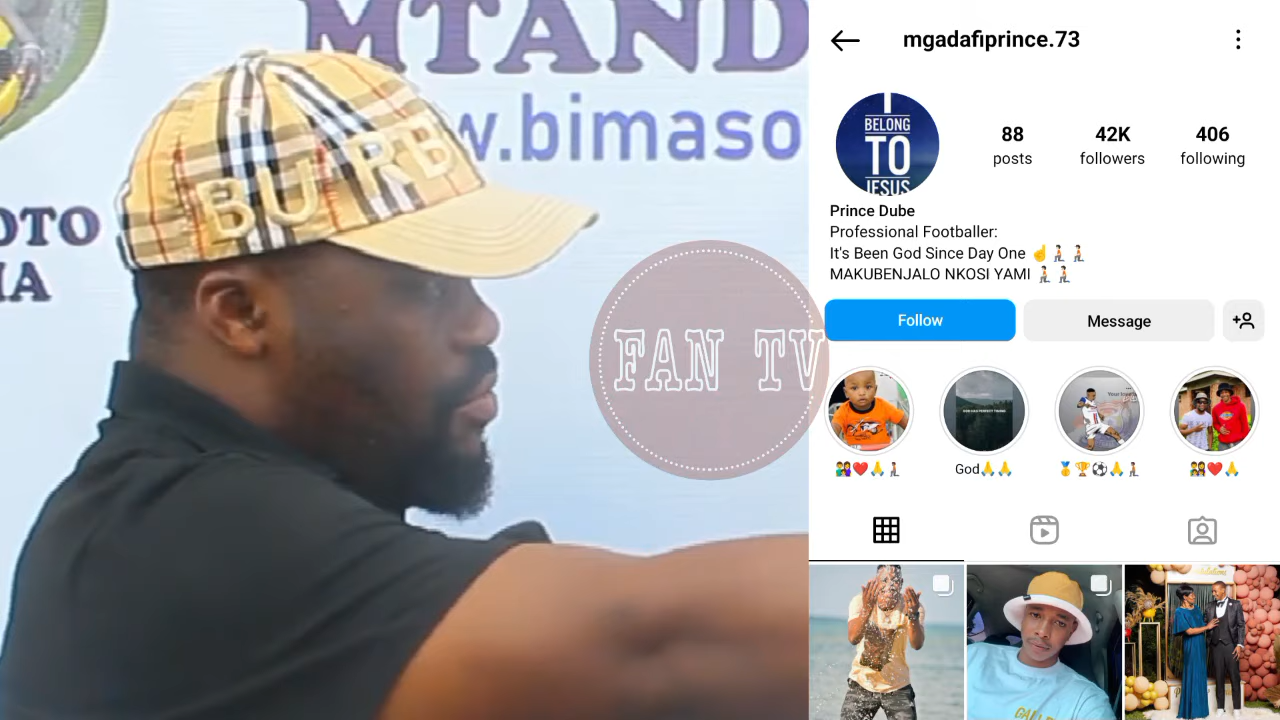 MTAND
w.bimaso
OTO
IA
BURB
FAN TV
mgadafiprince.73
I
BELONG
TO
JESUS
88
posts
42K
followers
406
following
Prince Dube
Professional Footballer:
It's Been God Since Day One ☝️🧎🏿🧎🏿
MAKUBENJALO NKOSI YAMI 🧎🏿🧎🏿
Follow
Message
👫❤️🙏🧎🏿
God🙏🙏
🥇🏆⚽🙏🧎🏿
👫❤️🙏